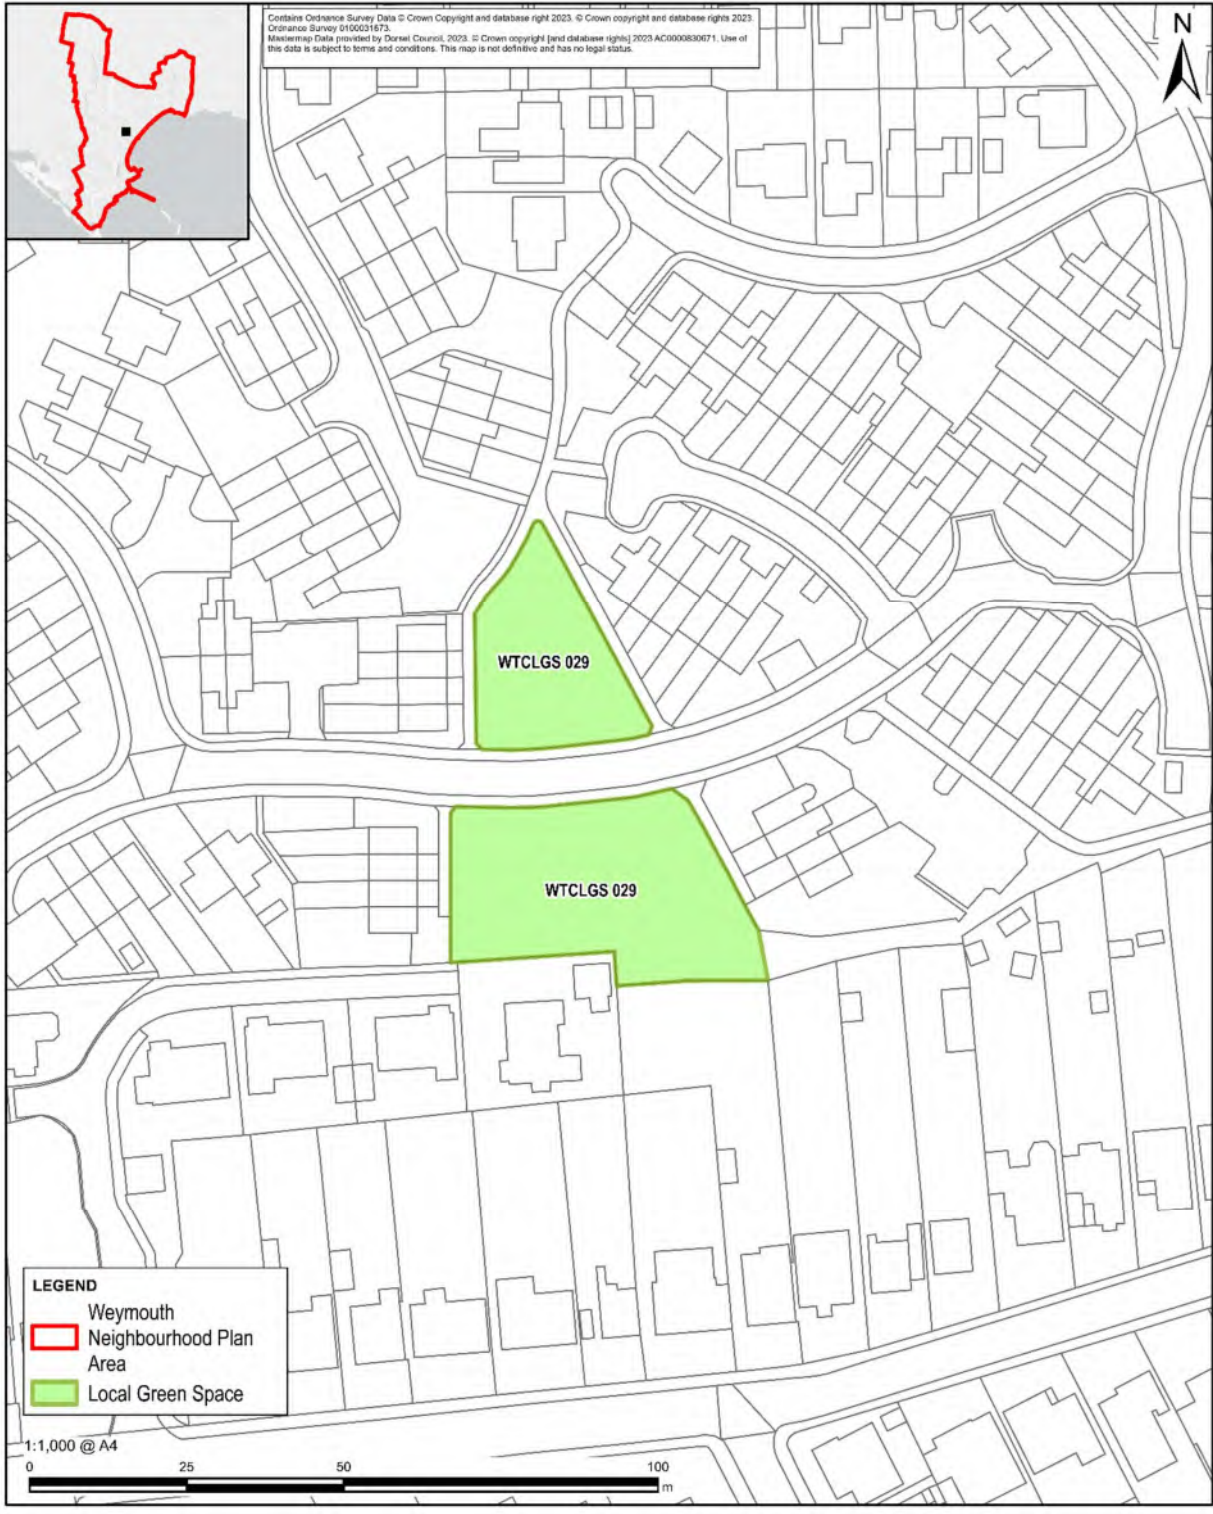 Contains Ordnance Survey Data © Crown Copyright and database right 2023. © Crown copyright and database rights 2023.
Ordnance Survey 0100031673.
Mastermap Data provided by Dorset Council, 2023. © Crown copyright [and database rights] 2023 AC0000830671. Use of
this data is subject to terms and conditions. This map is not definitive and has no legal status.
N
WTCLGS 029
WTCLGS 029
LEGEND
Weymouth
Neighbourhood Plan
Area
Local Green Space
1:1,000 @ A4
0 25 50 100
m